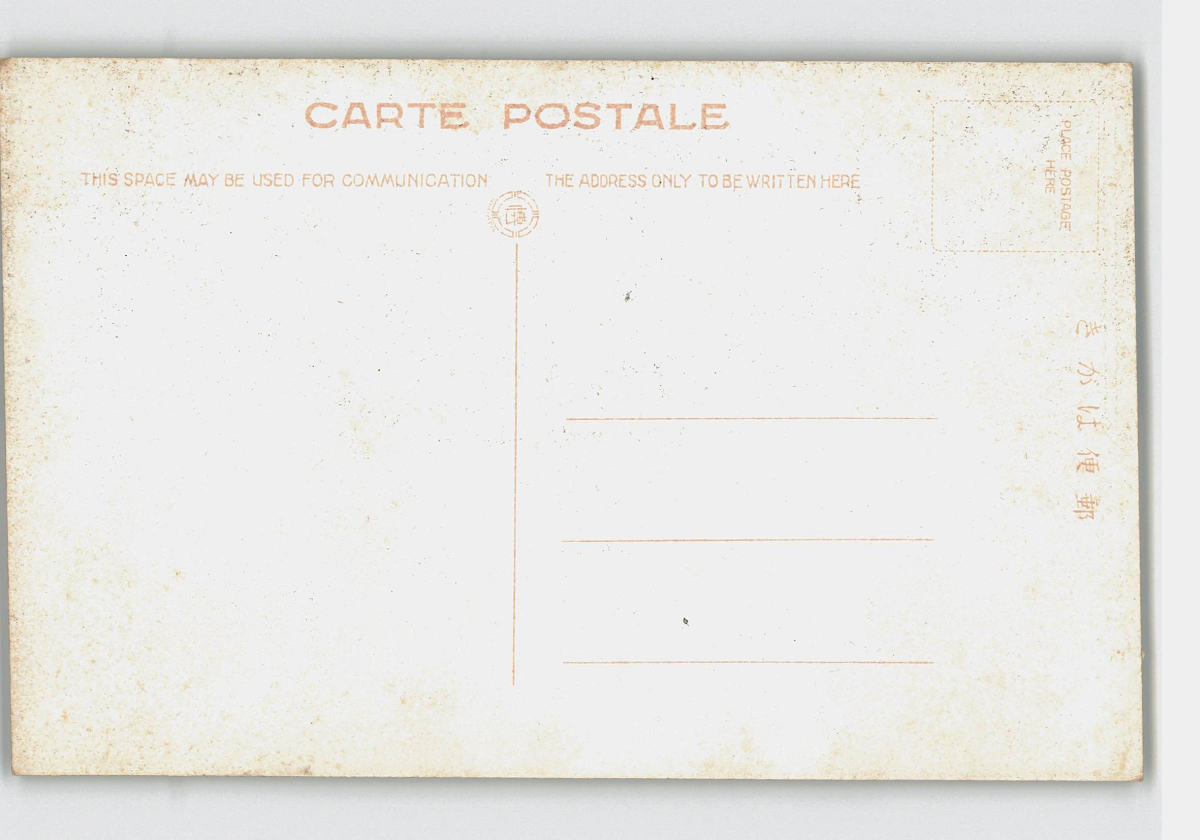 CARTE POSTALE
THIS SPACE MAY BE USED FOR COMMUNICATION
THE ADDRESS ONLY TO BE WRITTEN HERE
PLACE POSTAGE
HERE
きかは便郵